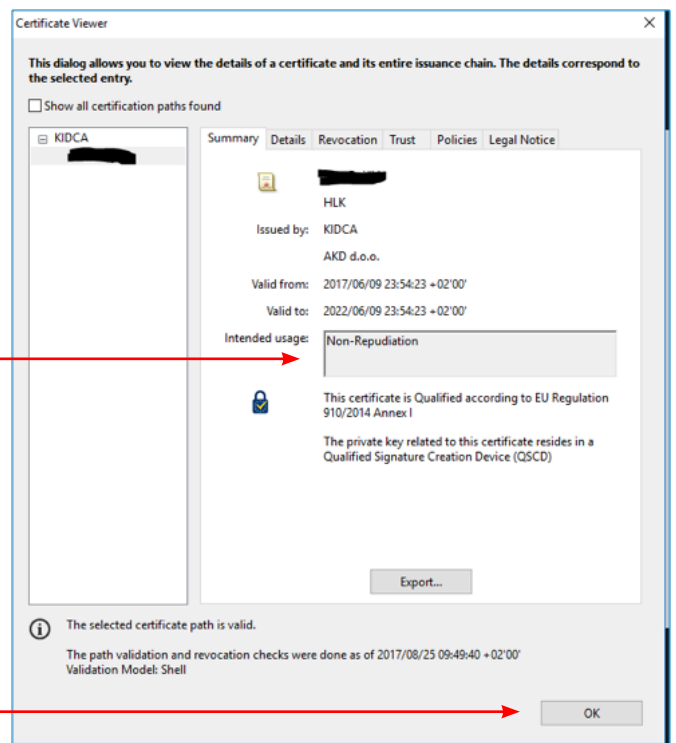 Certificate Viewer
This dialog allows you to view the details of a certificate and its entire issuance chain. The details correspond to
the selected entry.
Show all certification paths found
KIDCA
Summary Details Revocation Trust Policies Legal Notice
HLK
Issued by: KIDCA
AKD d.o.o.
Valid from: 2017/06/09 23:54:23 +02'00'
Valid to: 2022/06/09 23:54:23 +02'00'
Intended usage: Non-Repudiation
This certificate is Qualified according to EU Regulation
910/2014 Annex I
The private key related to this certificate resides in a
Qualified Signature Creation Device (QSCD)
Export...
The selected certificate path is valid.
The path validation and revocation checks were done as of 2017/08/25 09:49:40 +02'00'
Validation Model: Shell
OK